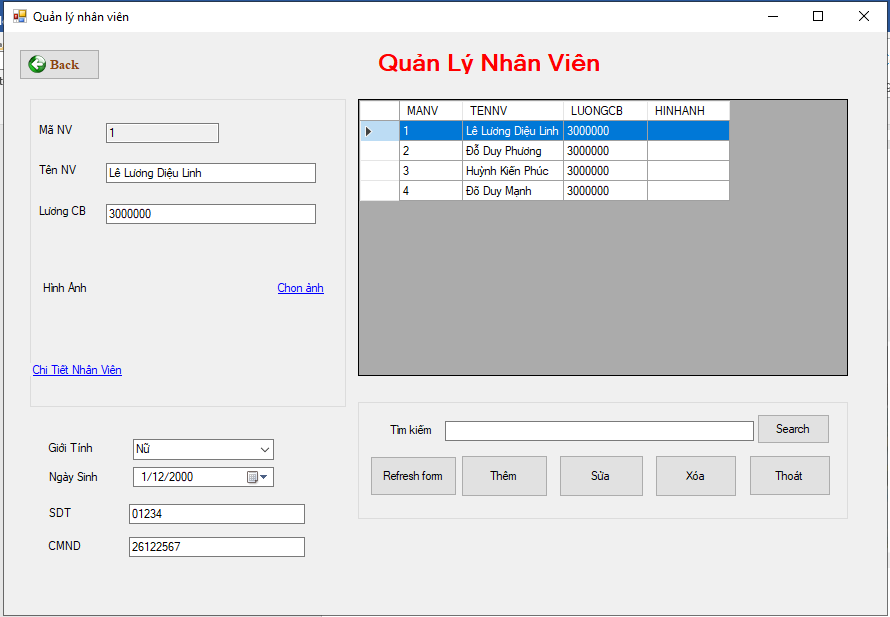 Quản lý nhân viên
Back
Quản Lý Nhân Viên
Mã NV
1
Tên NV
Lê Lương Diệu Linh
Lương CB
3000000
Hình Ảnh
Chon ảnh
Chi Tiết Nhân Viên
MANV TENNV LUONGCB HINHANH
1 Lê Lương Diệu Linh 3000000
2 Đỗ Duy Phương 3000000
3 Huỳnh Kiến Phúc 3000000
4 Đõ Duy Mạnh 3000000
Giới Tính
Nữ
Ngày Sinh
1/12/2000
SDT
01234
CMND
26122567
Tìm kiếm
Search
Refresh form
Thêm
Sửa
Xóa
Thoát